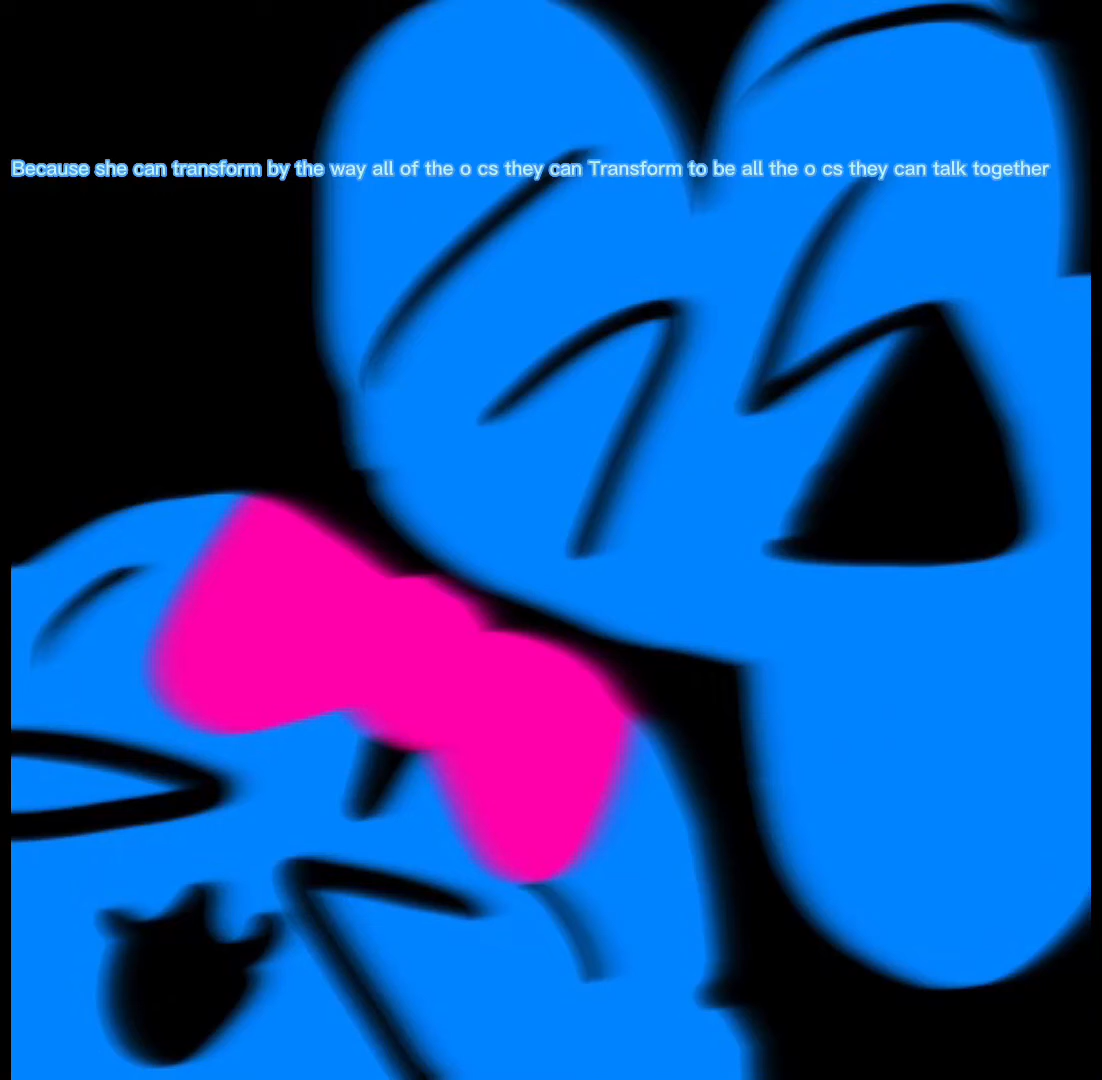 Because she can transform by the way all of the o cs they can Transform to be all the o cs they can talk together